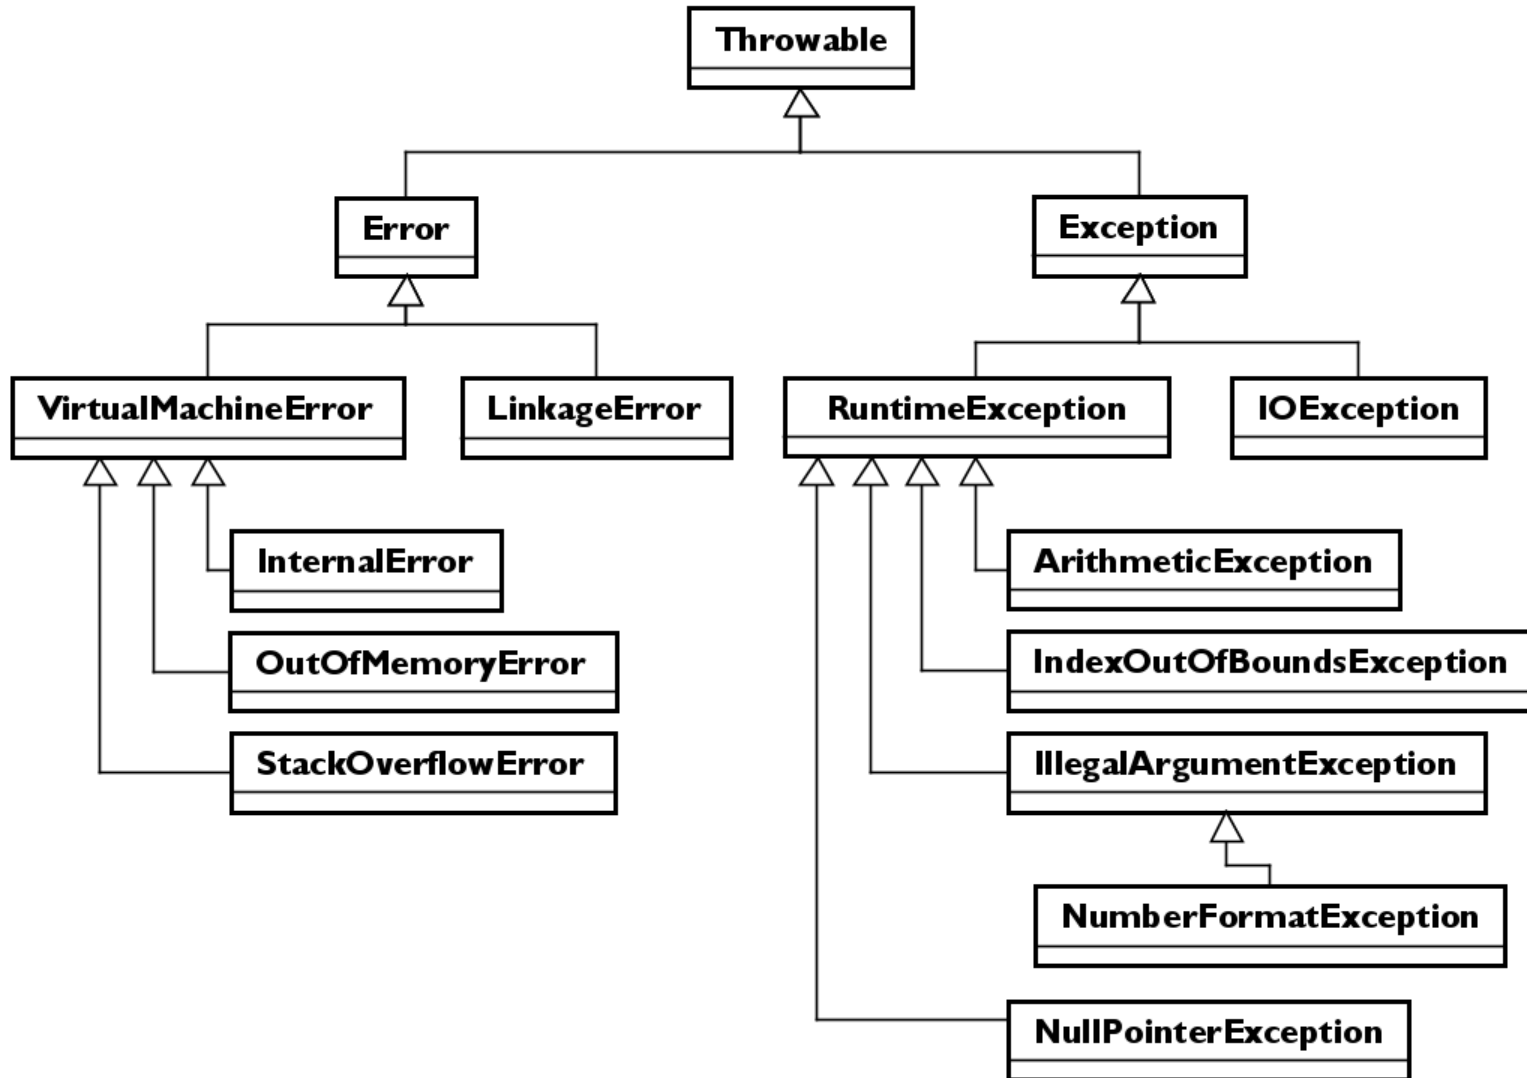 Throwable
Error
Exception
VirtualMachineError
LinkageError
RuntimeException
IOException
InternalError
ArithmeticException
OutOfMemoryError
IndexOutOfBoundsException
StackOverflowError
IllegalArgumentException
NumberFormatException
NullPointerException